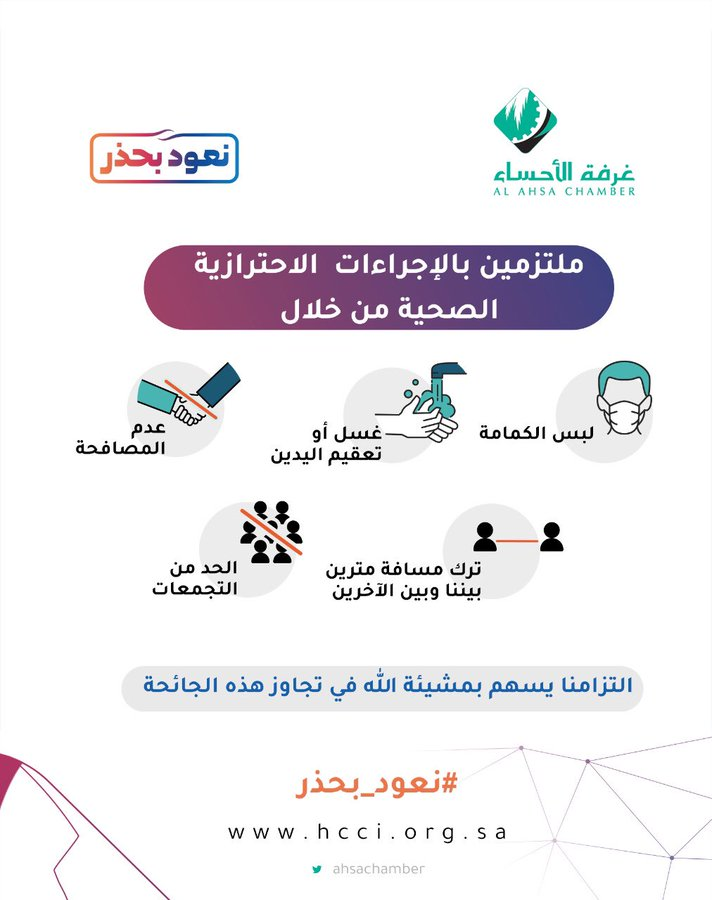 غرفة الأحساء
AL AHSA CHAMBER
نعود بحذر
ملتزمين بالإجراءات الاحترازية
الصحية من خلال
لبس الكمامة
غسل أو
تعقيم اليدين
عدم
المصافحة
ترك مسافة مترين
بيننا وبين الآخرين
الحد من
التجمعات
التزامنا يسهم بمشيئة الله في تجاوز هذه الجائحة
#نعود_بحذر
www.hcci.org.sa
ahsachamber